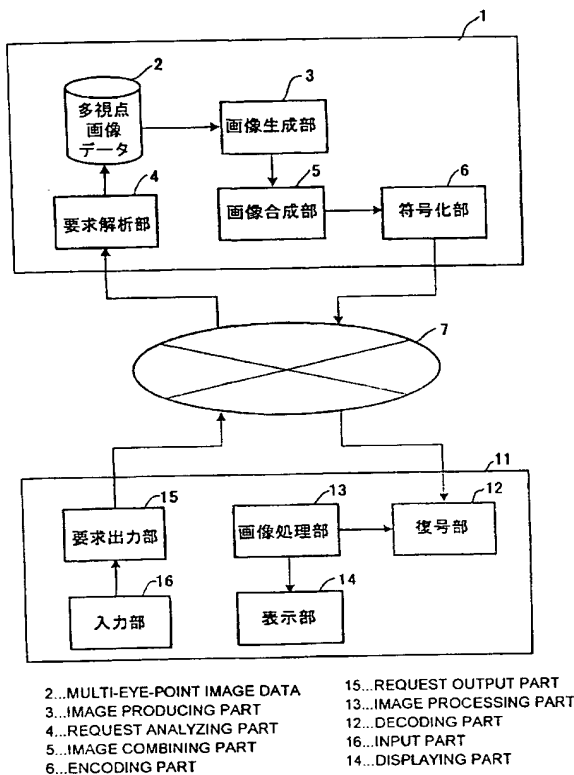 1
2
3
多視点
画像
データ
画像生成部
4
5
6
要求解析部
画像合成部
符号化部
7
11
15
13
12
要求出力部
画像処理部
復号部
16
14
入力部
表示部
2...MULTI-EYE-POINT IMAGE DATA
3...IMAGE PRODUCING PART
4...REQUEST ANALYZING PART
5...IMAGE COMBINING PART
6...ENCODING PART
15...REQUEST OUTPUT PART
13...IMAGE PROCESSING PART
12...DECODING PART
16...INPUT PART
14...DISPLAYING PART